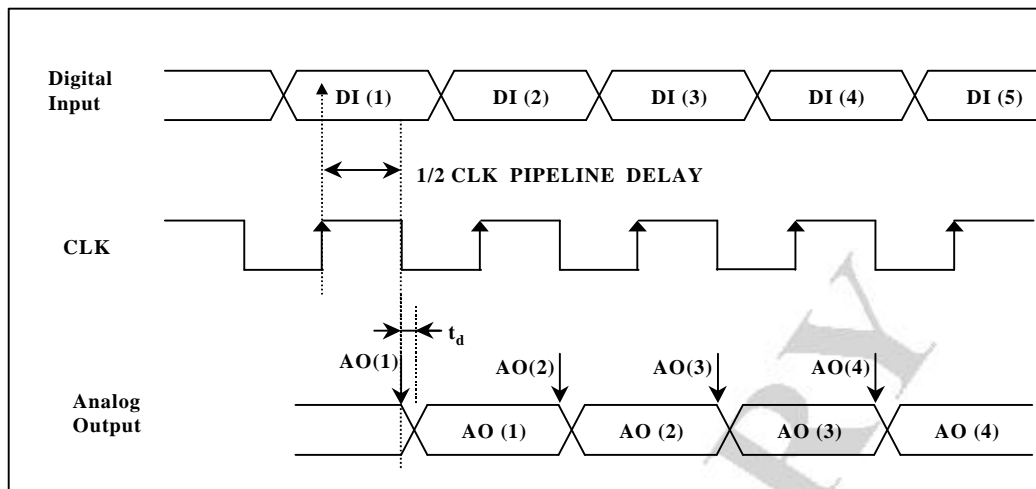 Digital
Input
DI (1) DI (2) DI (3) DI (4) DI (5)
1/2 CLK PIPELINE DELAY
CLK
td
AO(1) AO(2) AO(3) AO(4)
Analog
Output
AO (1) AO (2) AO (3) AO (4)